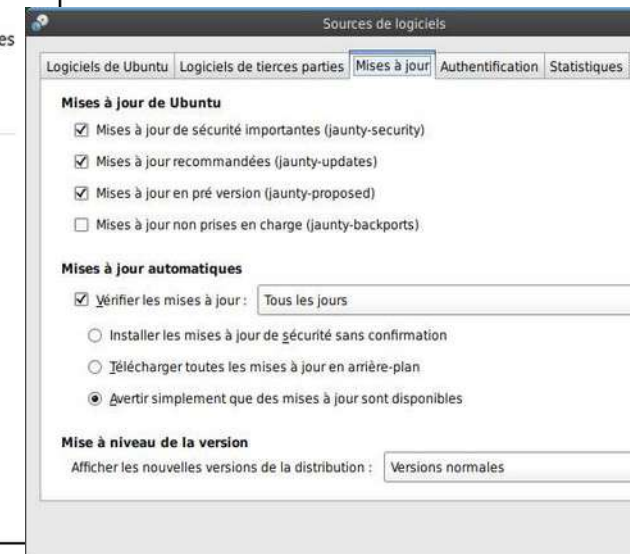 es
Sources de logiciels
Logiciels de Ubuntu Logiciels de tierces parties Mises à jour Authentification Statistiques
Mises à jour de Ubuntu
Mises à jour de sécurité importantes (jaunty-security)
Mises à jour recommandées (jaunty-updates)
Mises à jour en pré version (jaunty-proposed)
Mises à jour non prises en charge (jaunty-backports)
Mises à jour automatiques
Vérifier les mises à jour : Tous les jours
Installer les mises à jour de sécurité sans confirmation
Télécharger toutes les mises à jour en arrière-plan
Avertir simplement que des mises à jour sont disponibles
Mise à niveau de la version
Afficher les nouvelles versions de la distribution : Versions normales